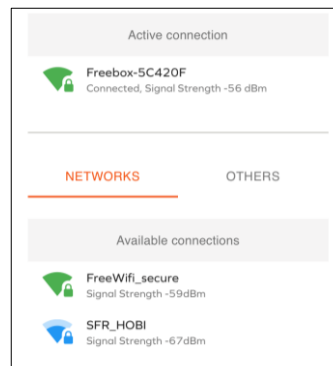 Active connection
Freebox-5C420F
Connected, Signal Strength -56 dBm
NETWORKS
OTHERS
Available connections
FreeWifi_secure
Signal Strength -59dBm
SFR_HOBI
Signal Strength -67dBm